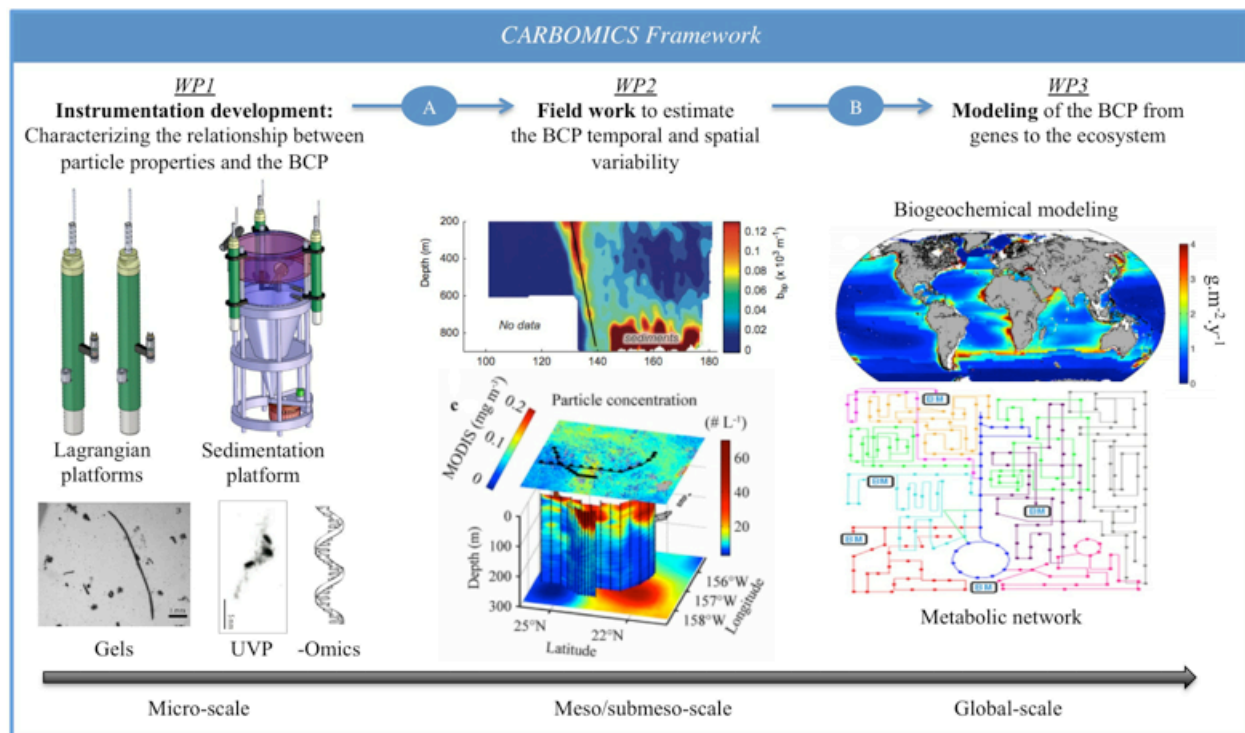 CARBOMICS Framework
WP1
Instrumentation development:
Characterizing the relationship between
particle properties and the BCP
A
WP2
Field work to estimate
the BCP temporal and spatial
variability
B
WP3
Modeling of the BCP from
genes to the ecosystem
Lagrangian
platforms
Sedimentation
platform
Gels
UVP
-Omics
200
400
600
800
Depth (m)
No data
sediments
100
120
140
160
180
0.12
0.1
0.08
0.06
0.04
0.02
0
c
Particle concentration
MODIS (mg m⁻³)
0.2
0.1
0
(# L⁻¹)
60
40
20
0
100
200
300
Depth (m)
25°N
22°N
Latitude
156°W
157°W
158°W
Longitude
Biogeochemical modeling
4
3
2
1
0
g.m⁻².y⁻¹
BM
BM
BM
BM
BM
Metabolic network
Micro-scale
Meso/submeso-scale
Global-scale